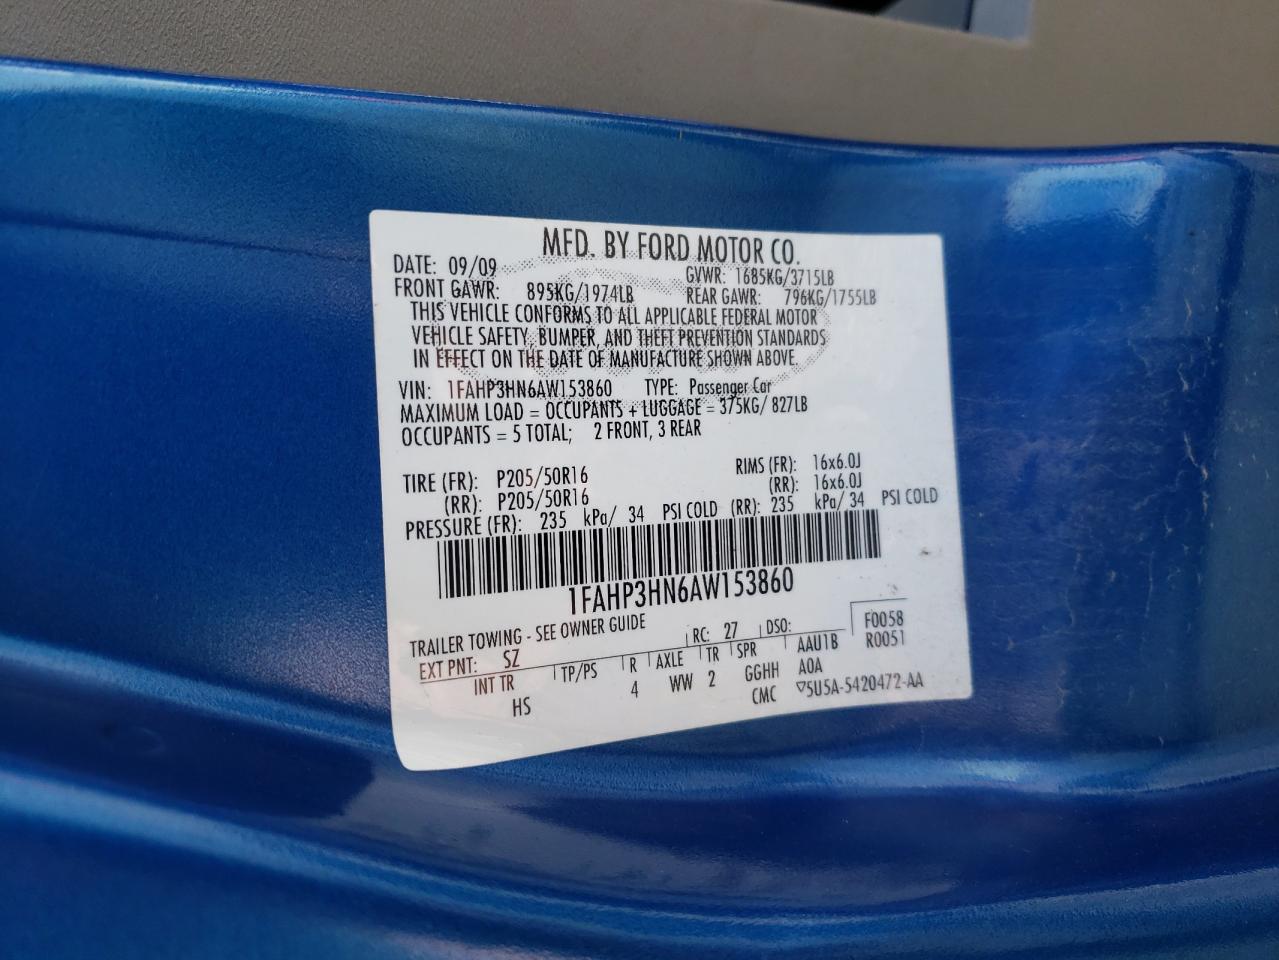 MFD. BY FORD MOTOR CO.
DATE: 09/09 GVWR: 1685KG/3715LB
FRONT GAWR: 895KG/1974LB REAR GAWR: 796KG/1755LB
THIS VEHICLE CONFORMS TO ALL APPLICABLE FEDERAL MOTOR
VEHICLE SAFETY, BUMPER, AND THEFT PREVENTION STANDARDS
IN EFFECT ON THE DATE OF MANUFACTURE SHOWN ABOVE.
VIN: 1FAHP3HN6AW153860 TYPE: Passenger Car
MAXIMUM LOAD = OCCUPANTS + LUGGAGE = 375KG/ 827LB
OCCUPANTS = 5 TOTAL; 2 FRONT, 3 REAR
TIRE (FR): P205/50R16 RIMS (FR): 16x6.0J
(RR): P205/50R16 (RR): 16x6.0J
PRESSURE (FR): 235 kPa/ 34 PSI COLD (RR): 235 kPa/ 34 PSI COLD
1FAHP3HN6AW153860
TRAILER TOWING - SEE OWNER GUIDE
EXT PNT: SZ RC: 27 DSO: F0058
INT TR TP/PS R AXLE TR SPR AAU1B R0051
HS 4 WW 2 GGHH A0A
CMC ▽5U5A-5420472-AA